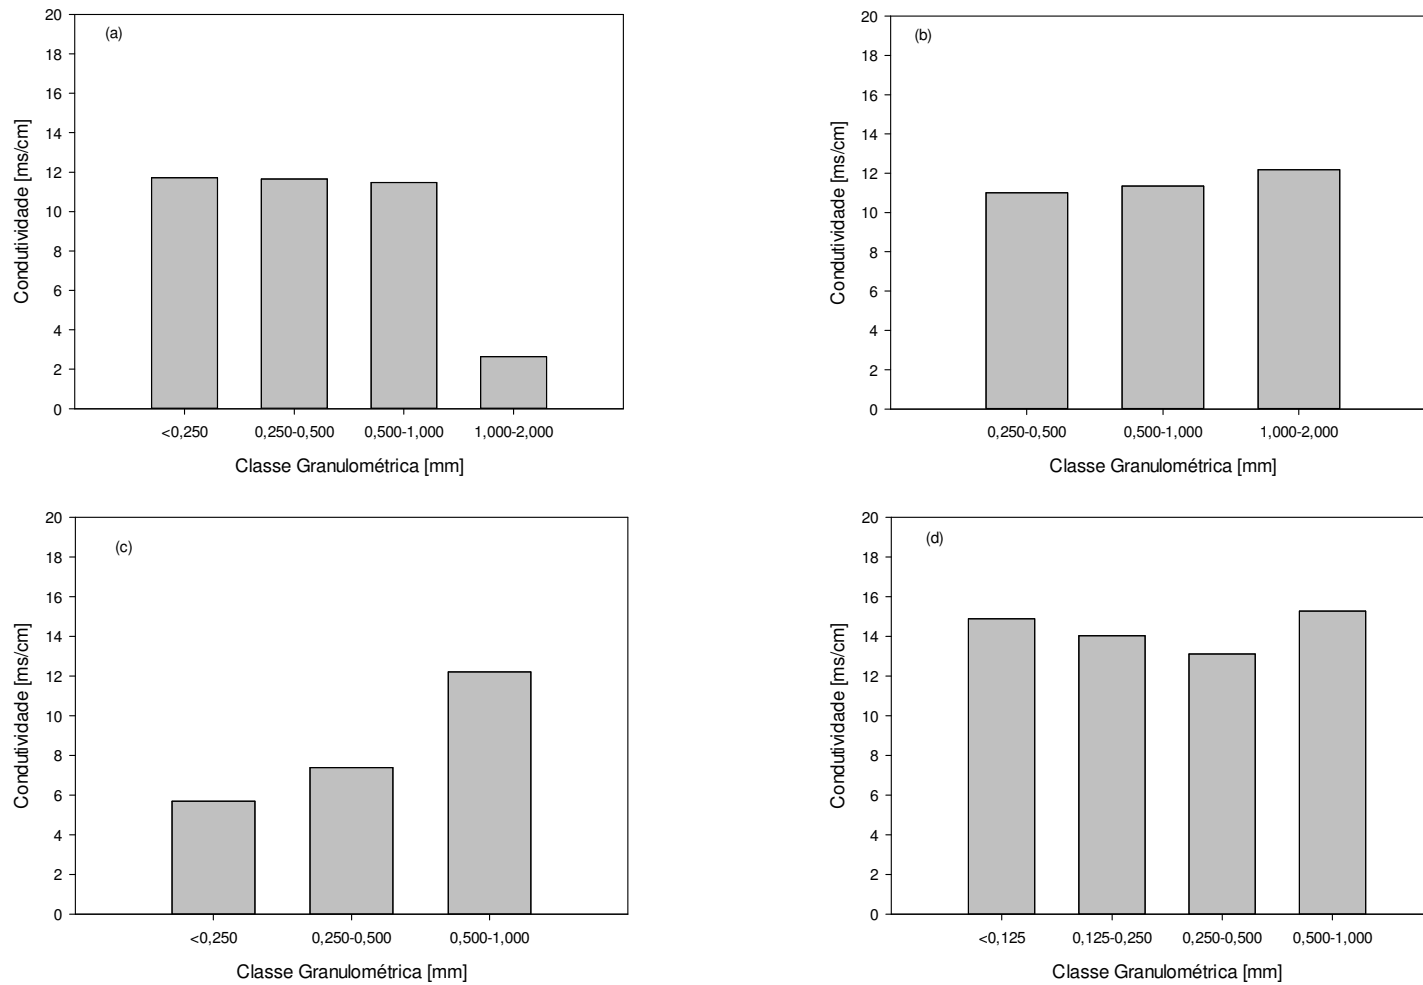 (a)
Condutividade [ms/cm]
20
18
16
14
12
10
8
6
4
2
0
<0,250 0,250-0,500 0,500-1,000 1,000-2,000
Classe Granulométrica [mm]
(b)
Condutividade [ms/cm]
20
18
16
14
12
10
8
6
4
2
0
0,250-0,500 0,500-1,000 1,000-2,000
Classe Granulométrica [mm]
(c)
Condutividade [ms/cm]
20
18
16
14
12
10
8
6
4
2
0
<0,250 0,250-0,500 0,500-1,000
Classe Granulométrica [mm]
(d)
Condutividade [ms/cm]
20
18
16
14
12
10
8
6
4
2
0
<0,125 0,125-0,250 0,250-0,500 0,500-1,000
Classe Granulométrica [mm]